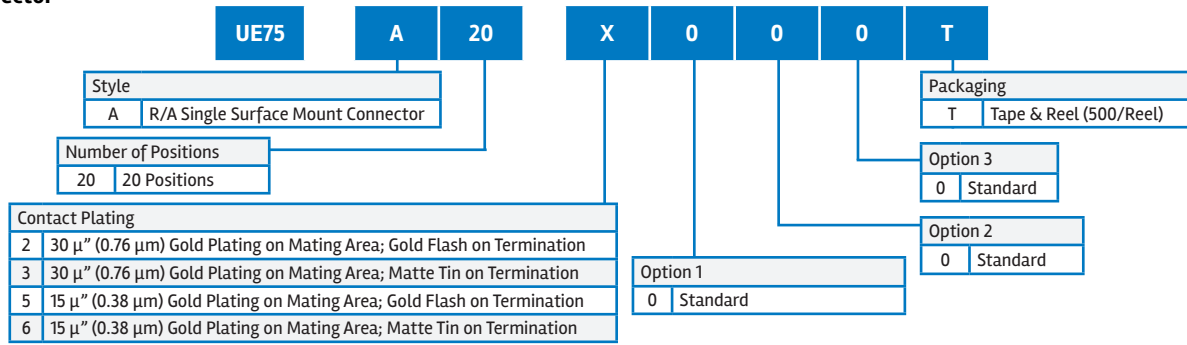 UE75 A 20 X 0 0 0 T
Style
A R/A Single Surface Mount Connector
Number of Positions
20 20 Positions
Contact Plating
2 30 μ” (0.76 μm) Gold Plating on Mating Area; Gold Flash on Termination
3 30 μ” (0.76 μm) Gold Plating on Mating Area; Matte Tin on Termination
5 15 μ” (0.38 μm) Gold Plating on Mating Area; Gold Flash on Termination
6 15 μ” (0.38 μm) Gold Plating on Mating Area; Matte Tin on Termination
Option 1
0 Standard
Packaging
T Tape & Reel (500/Reel)
Option 3
0 Standard
Option 2
0 Standard